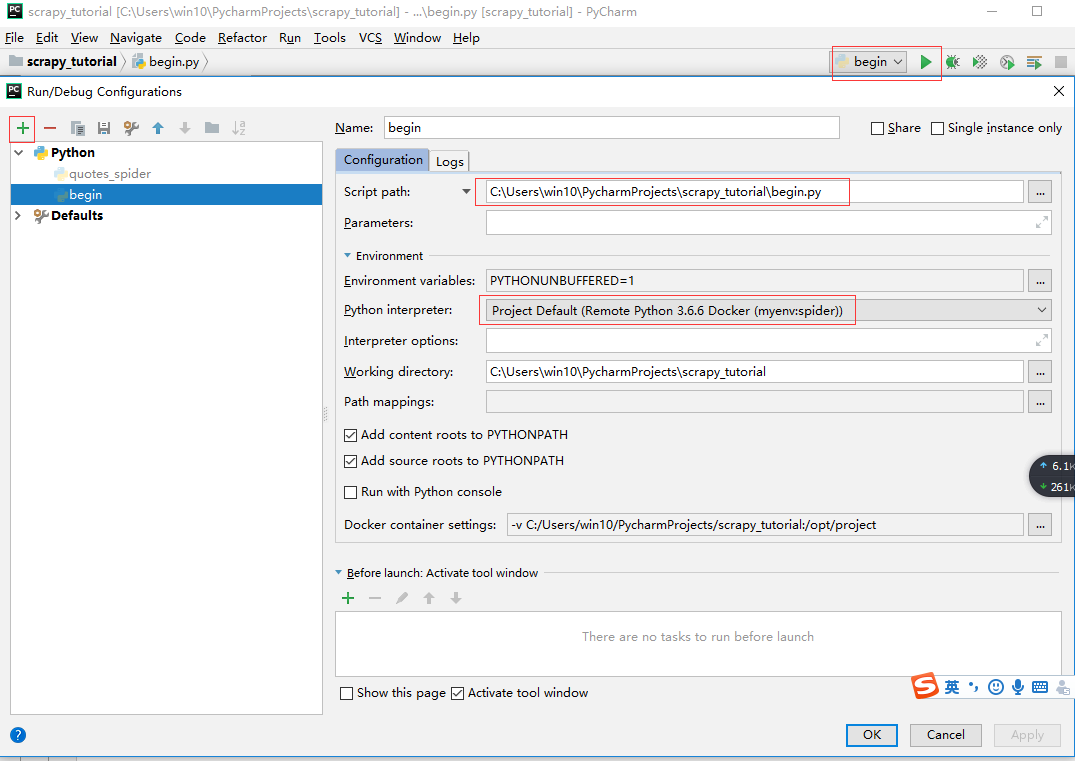 PC scrapy_tutorial [C:\Users\win10\PycharmProjects\scrapy_tutorial] - ...\begin.py [scrapy_tutorial] - PyCharm
File Edit View Navigate Code Refactor Run Tools VCS Window Help
scrapy_tutorial begin.py begin
PC Run/Debug Configurations
Name: begin Share Single instance only
Python
quotes_spider
begin
Defaults
Configuration Logs
Script path: C:\Users\win10\PycharmProjects\scrapy_tutorial\begin.py ...
Parameters:
Environment
Environment variables: PYTHONUNBUFFERED=1 ...
Python interpreter: Project Default (Remote Python 3.6.6 Docker (myenv:spider))
Interpreter options:
Working directory: C:\Users\win10\PycharmProjects\scrapy_tutorial ...
Path mappings: ...
Add content roots to PYTHONPATH
Add source roots to PYTHONPATH
6.1K
261K
Run with Python console
Docker container settings: -v C:/Users/win10/PycharmProjects/scrapy_tutorial:/opt/project ...
Before launch: Activate tool window
There are no tasks to run before launch
S 英
Show this page Activate tool window
? OK Cancel Apply